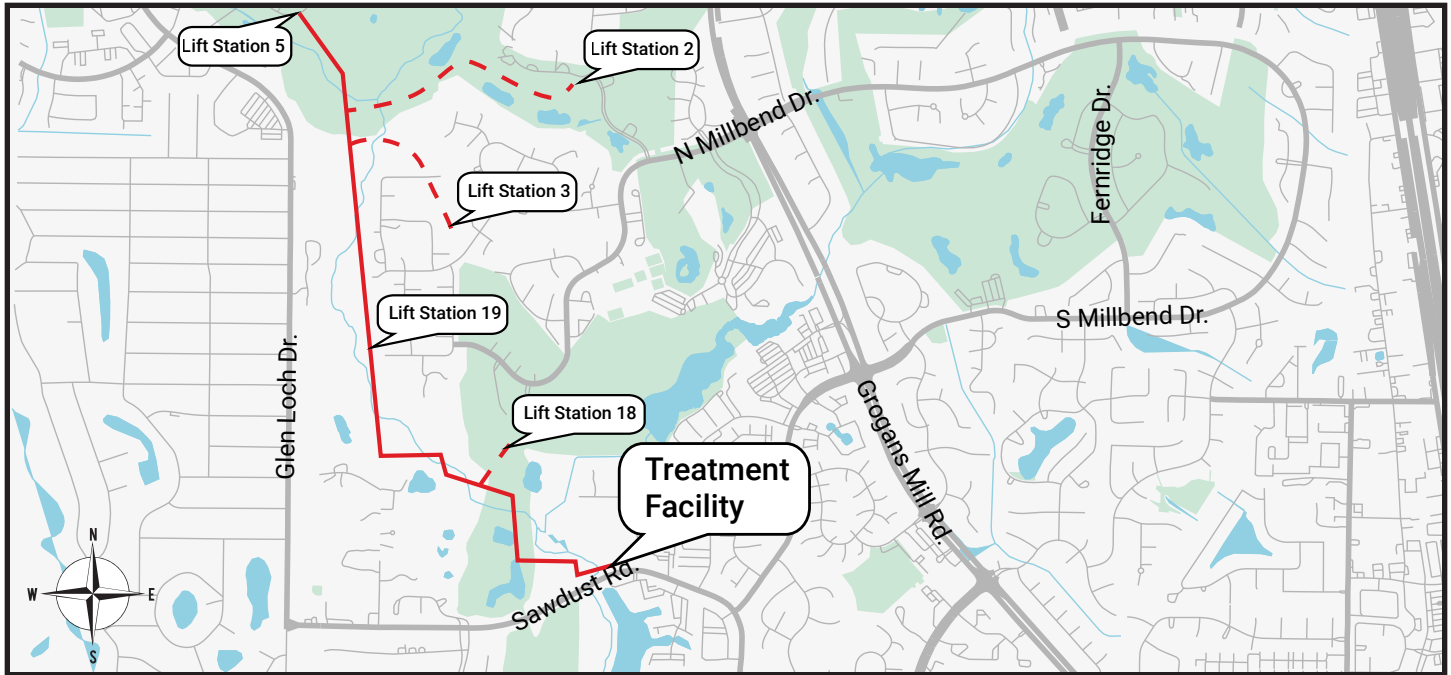 Lift Station 5
Lift Station 2
N Millbend Dr.
Fernridge Dr.
Lift Station 3
Lift Station 19
S Millbend Dr.
Glen Loch Dr.
Lift Station 18
Grogans Mill Rd.
Treatment
Facility
Sawdust Rd.
N
W
E
S